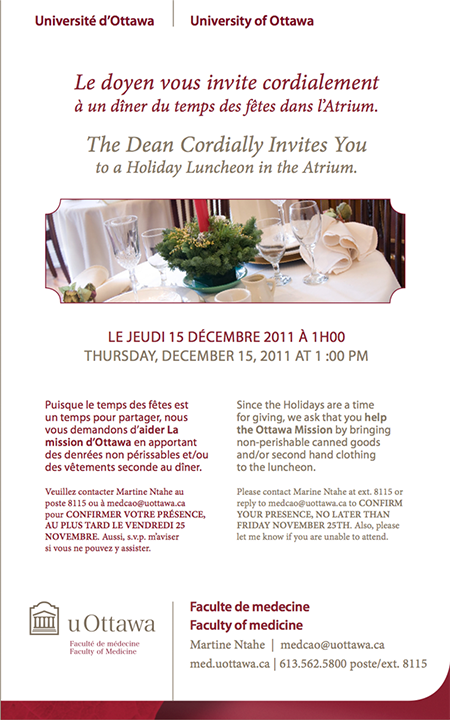 Université d'Ottawa
University of Ottawa
Le doyen vous invite cordialement
à un dîner du temps des fêtes dans l'Atrium.
The Dean Cordially Invites You
to a Holiday Luncheon in the Atrium.
LE JEUDI 15 DÉCEMBRE 2011 À 1H00
THURSDAY, DECEMBER 15, 2011 AT 1 :00 PM
Puisque le temps des fêtes est
un temps pour partager, nous
vous demandons d'aider La
mission d'Ottawa en apportant
des denrées non périssables et/ou
des vêtements seconde au dîner.
Veuillez contacter Martine Ntahe au
poste 8115 ou à medcao@uottawa.ca
pour CONFIRMER VOTRE PRÉSENCE,
AU PLUS TARD LE VENDREDI 25
NOVEMBRE. Aussi, s.v.p. m'aviser
si vous ne pouvez y assister.
Since the Holidays are a time
for giving, we ask that you help
the Ottawa Mission by bringing
non-perishable canned goods
and/or second hand clothing
to the luncheon.
Please contact Marine Ntahe at ext. 8115 or
reply to medcao@uottawa.ca to CONFIRM
YOUR PRESENCE, NO LATER THAN
FRIDAY NOVEMBER 25TH. Also, please
let me know if you are unable to attend.
uOttawa
Faculté de médecine
Faculty of Medicine
Faculte de medecine
Faculty of medicine
Martine Ntahe | medcao@uottawa.ca
med.uottawa.ca | 613.562.5800 poste/ext. 8115